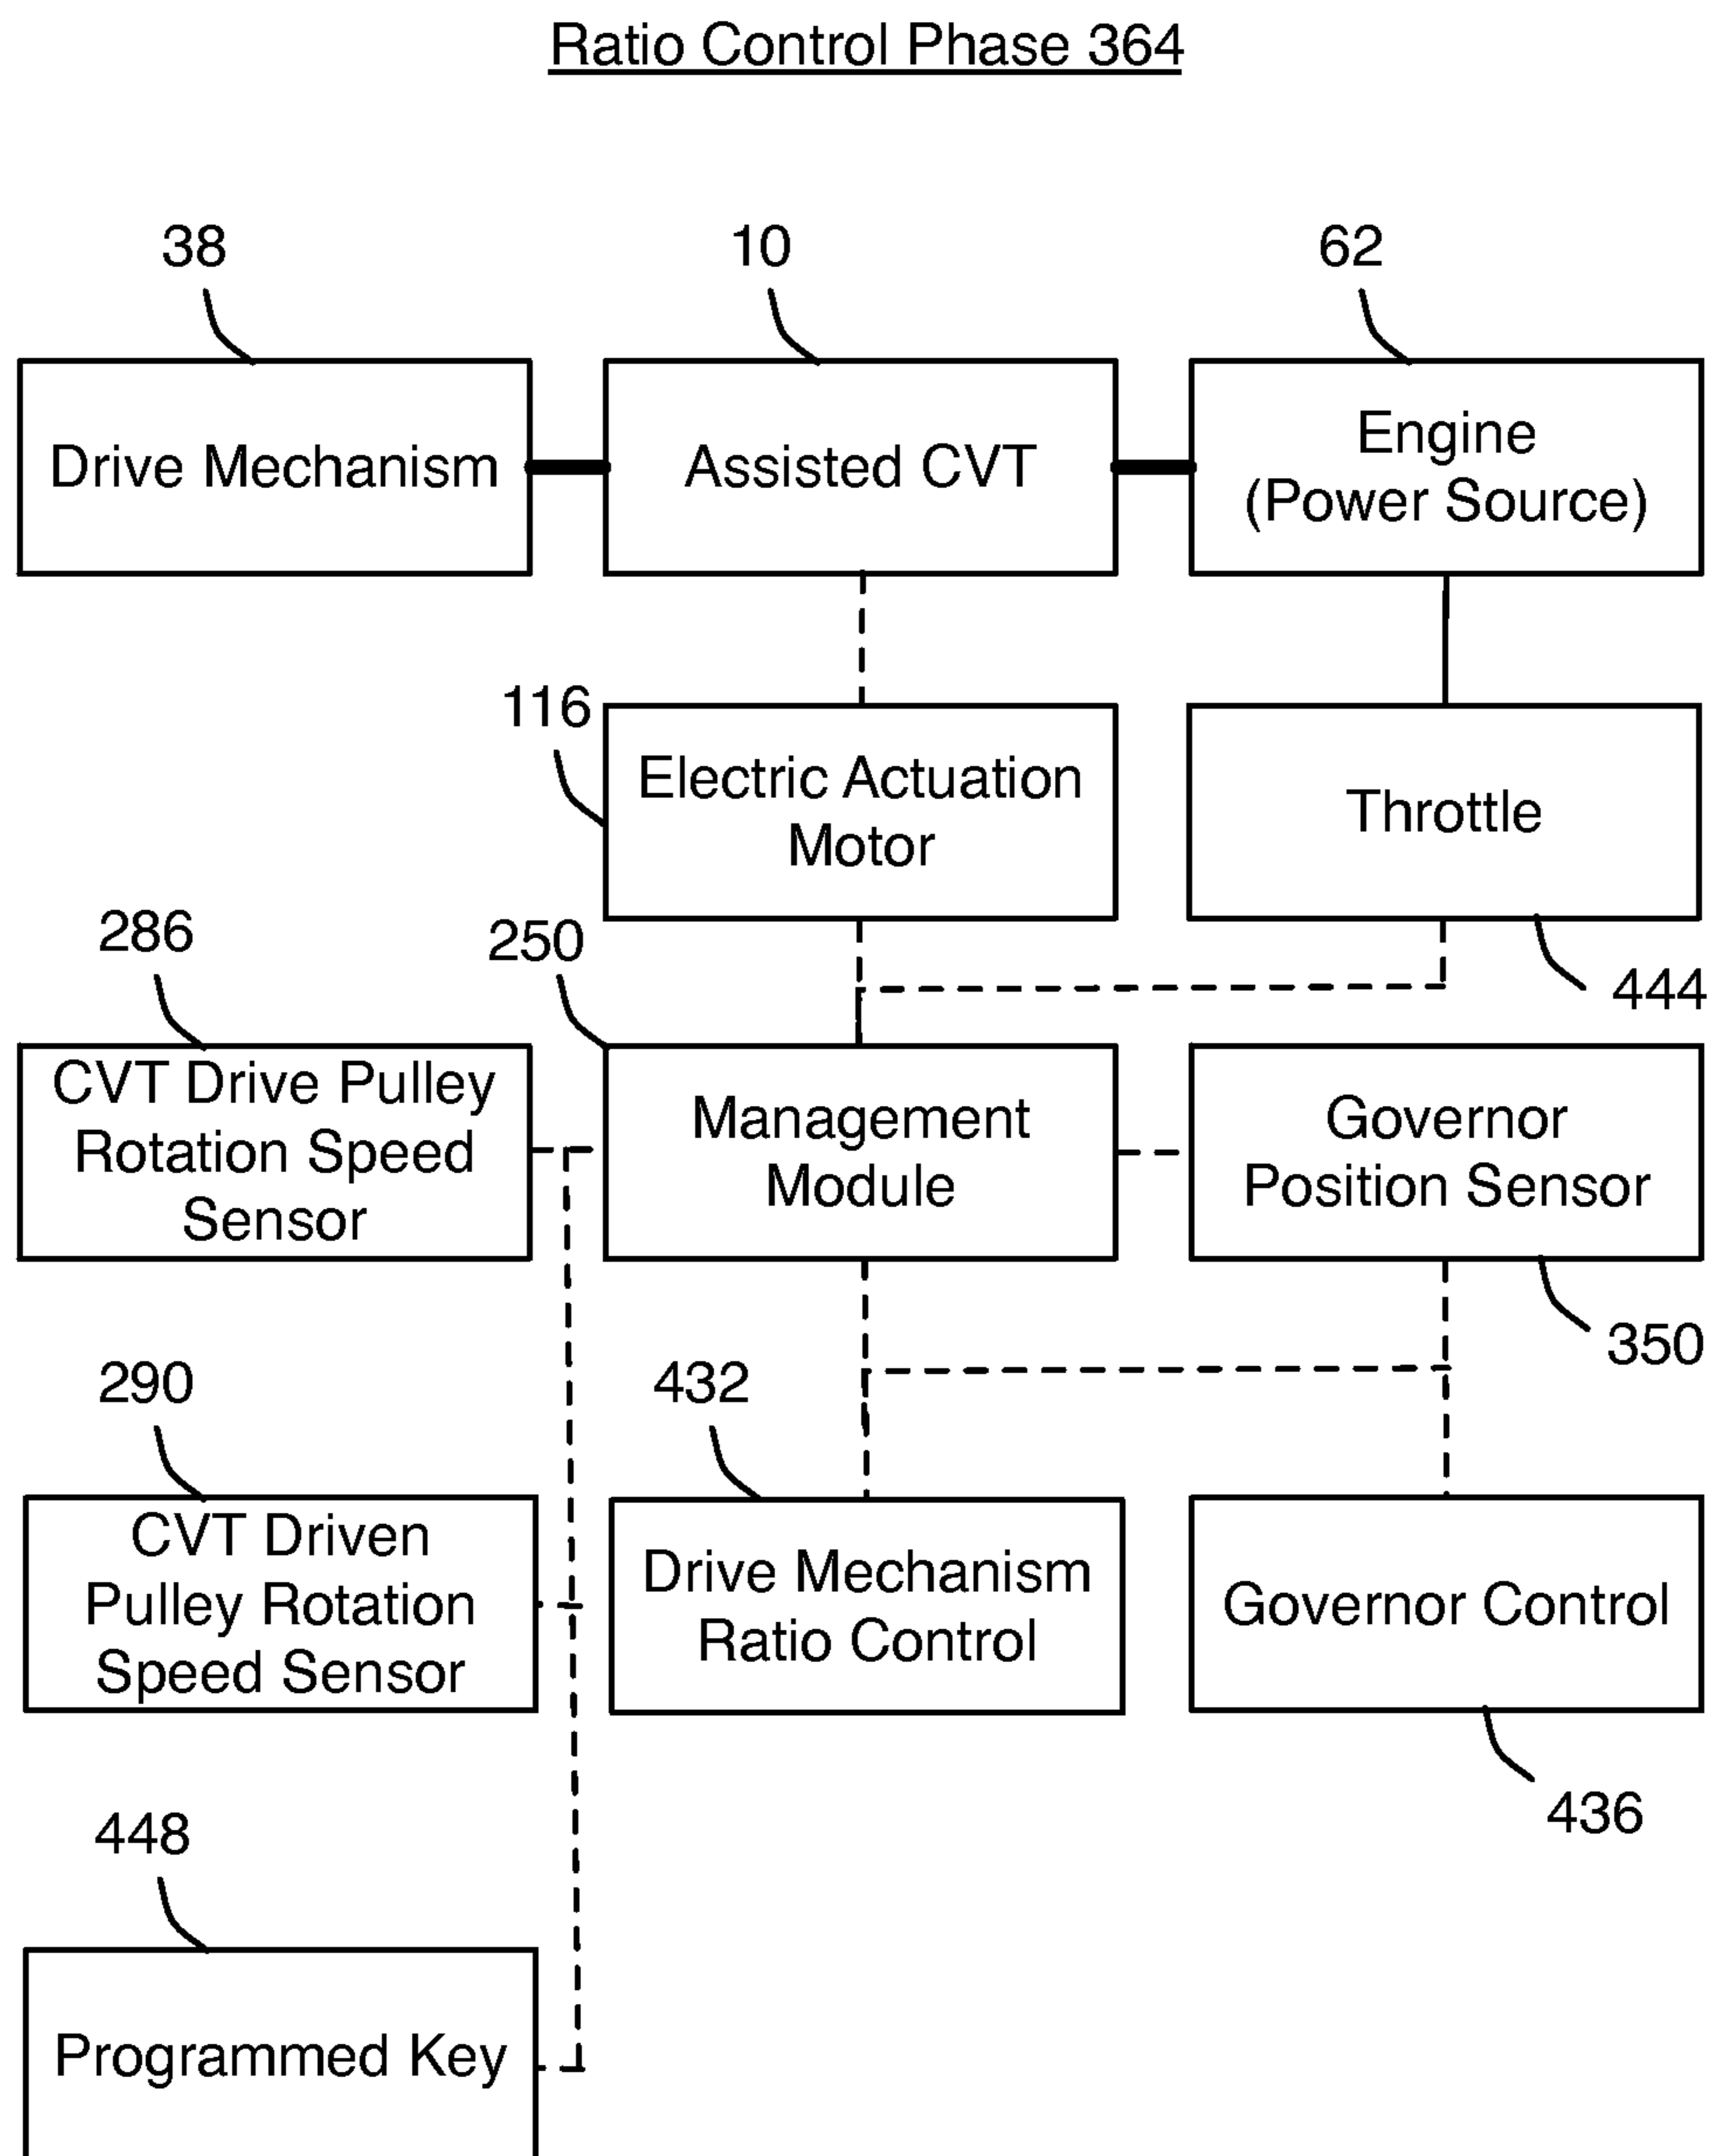 Ratio Control Phase 364
38
10
62
Drive Mechanism
Assisted CVT
Engine
(Power Source)
116
Electric Actuation
Motor
Throttle
444
286
250
CVT Drive Pulley
Rotation Speed
Sensor
Management
Module
Governor
Position Sensor
350
290
432
CVT Driven
Pulley Rotation
Speed Sensor
Drive Mechanism
Ratio Control
Governor Control
436
448
Programmed Key